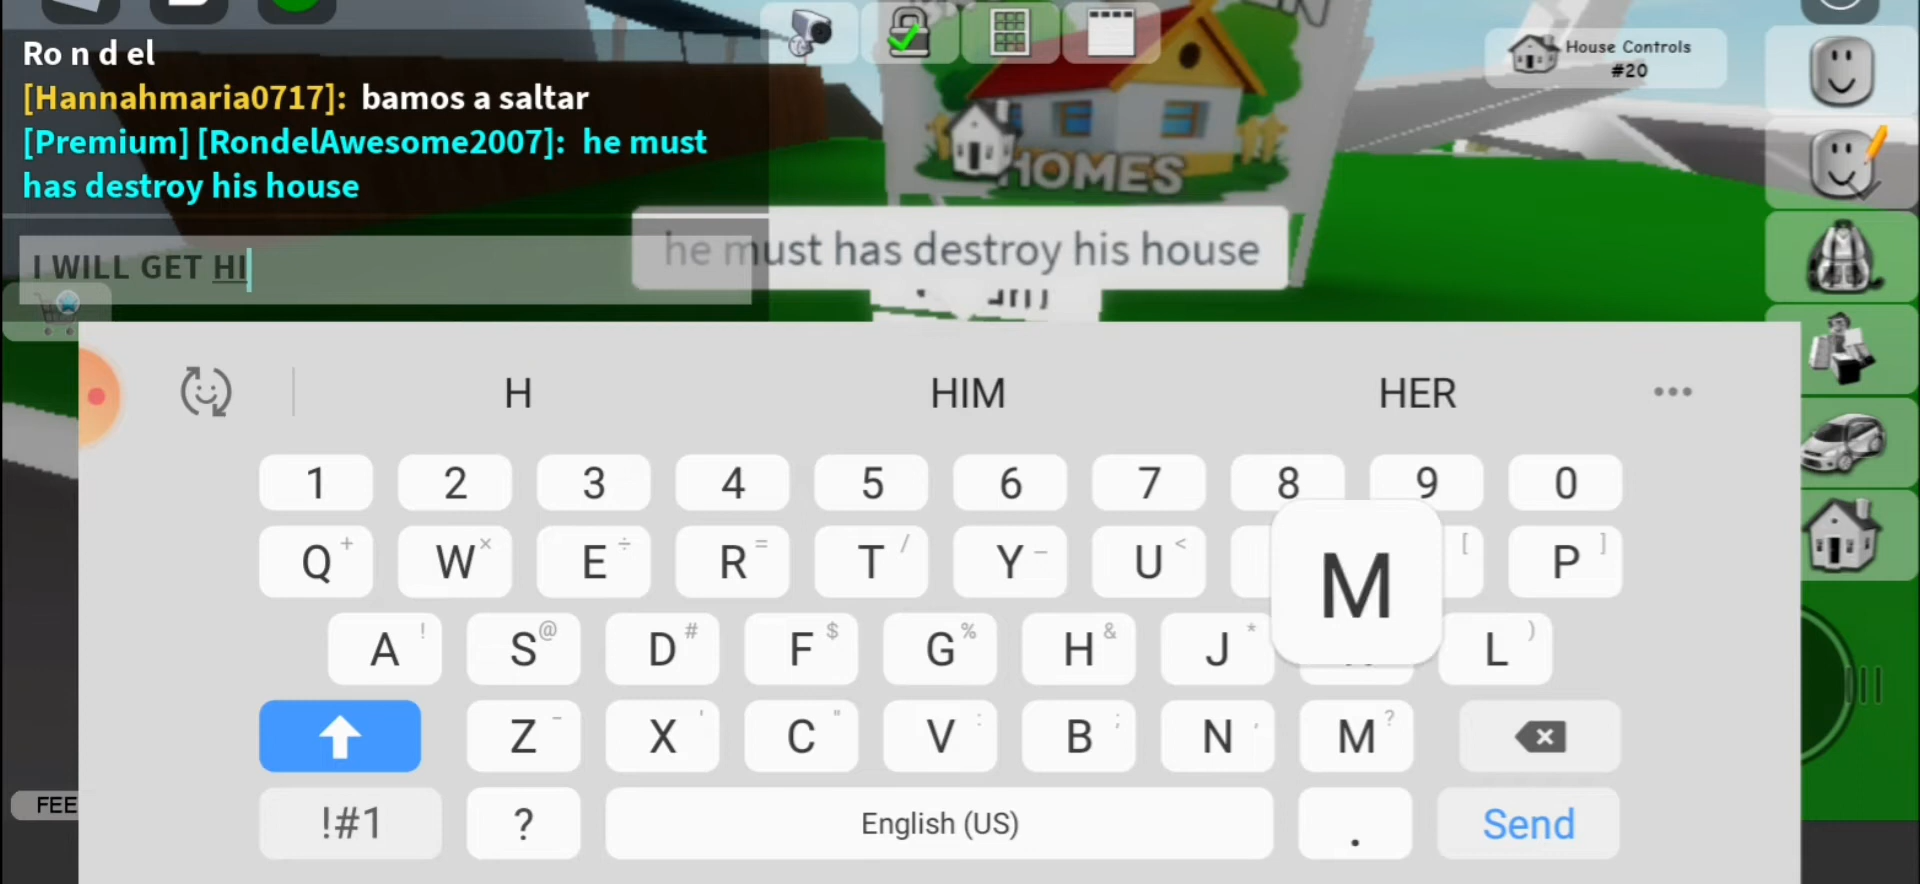 Ro n d el
[Hannahmaria0717]: bamos a saltar
[Premium] [RondelAwesome2007]: he must
has destroy his house
I WILL GET HI
he must has destroy his house
HOMES
House Controls
#20
H HIM HER
1 2 3 4 5 6 7 8 9 0
Q + W × E ÷ R = T / Y _ U < M [ P ]
A ! S @ D # F $ G % H & J * L )
Z - X ' C " V : B ; N , M ?
!#1 ? English (US) . Send
FEE